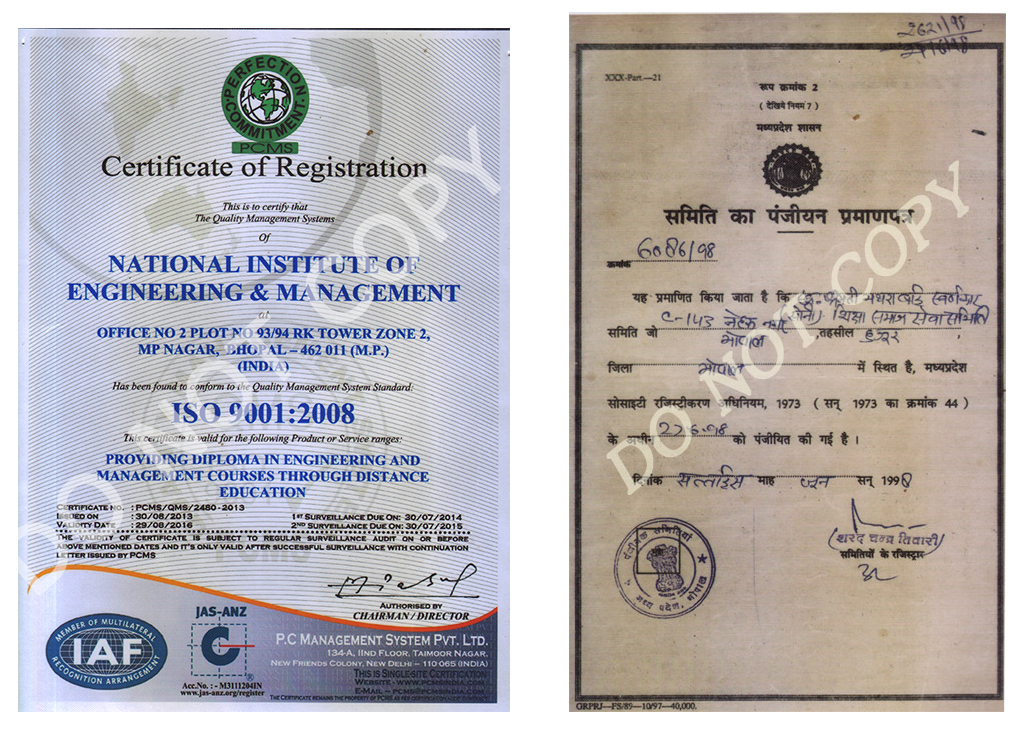 PERFECTION
COMMITMENT
PCMS
Certificate of Registration
This is to certify that
The Quality Management Systems
Of
NATIONAL INSTITUTE OF
ENGINEERING & MANAGEMENT
at
OFFICE NO 2 PLOT NO 93/94 RK TOWER ZONE 2,
MP NAGAR, BHOPAL – 462 011 (M.P.)
(INDIA)
Has been found to conform to the Quality Management System Standard:
ISO 9001:2008
This certificate is valid for the following Product or Service ranges:
PROVIDING DIPLOMA IN ENGINEERING AND
MANAGEMENT COURSES THROUGH DISTANCE
EDUCATION
CERTIFICATE NO. : PCMS/QMS/2480-2013
ISSUED ON : 30/08/2013 1ST SURVEILLANCE DUE ON: 30/07/2014
VALIDITY DATE : 29/08/2016 2ND SURVEILLANCE DUE ON: 30/07/2015
THE VALIDITY OF CERTIFICATE IS SUBJECT TO REGULAR SURVEILLANCE AUDIT ON OR BEFORE
ABOVE MENTIONED DATES AND IT'S ONLY VALID AFTER SUCCESSFUL SURVEILLANCE WITH CONTINUATION
LETTER ISSUED BY PCMS
AUTHORISED BY
CHAIRMAN / DIRECTOR
MEMBER OF MULTILATERAL
IAF
RECOGNITION ARRANGEMENT
JAS-ANZ
Acc.No. : - M3111204IN
www.jas-anz.org/register
P.C MANAGEMENT SYSTEM PVT. LTD.
134-A, IIND FLOOR, TAIMOOR NAGAR,
NEW FRIENDS COLONY, NEW DELHI – 110 065 (INDIA)
THIS IS SINGLE-SITE CERTIFICATION
WEBSITE - WWW.PCMSINDIA.COM
E-MAIL – PCMS@PCMSINDIA.COM
DO NOT COPY
XXX-Part.—21
रूप क्रमांक 2
( देखिये नियम 7 )
मध्यप्रदेश शासन
समिति का पंजीयन प्रमाणपत्र
क्रमांक
यह प्रमाणित किया जाता है कि
समिति जो भोपाल ,तहसील हुजूर ,
जिला भोपाल में स्थित है, मध्यप्रदेश
सोसाइटी रजिस्ट्रीकरण अधिनियम, 1973 ( सन् 1973 का क्रमांक 44 )
के अधीन 27.6.98 को पंजीयित की गई है ।
दिनांक सत्ताईस माह जून सन् 1998
(शरद चन्द्र तिवारी)
समितियों के रजिस्ट्रार
GRPRJ—FS/89—10/97—40,000.
DO NOT COPY